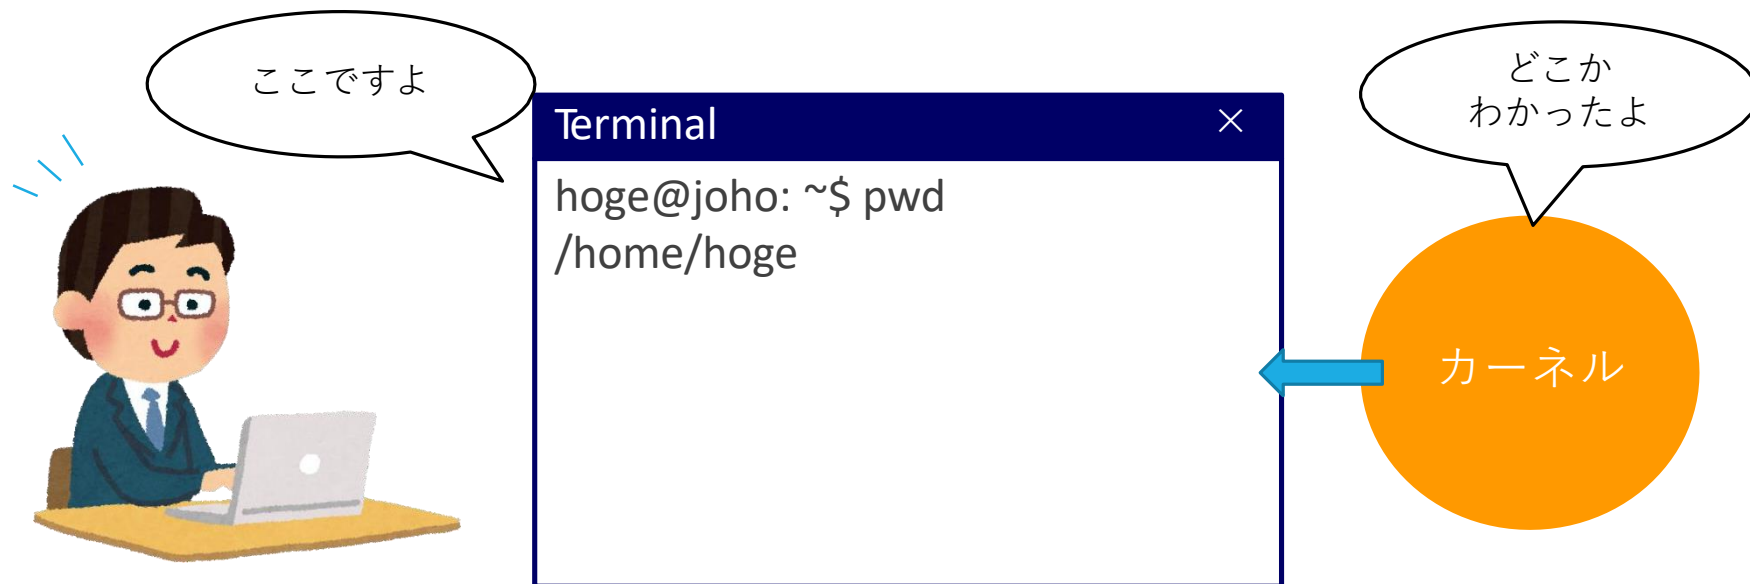 ここですよ
Terminal ×
hoge@joho: ~$ pwd
/home/hoge
どこか
わかったよ
カーネル